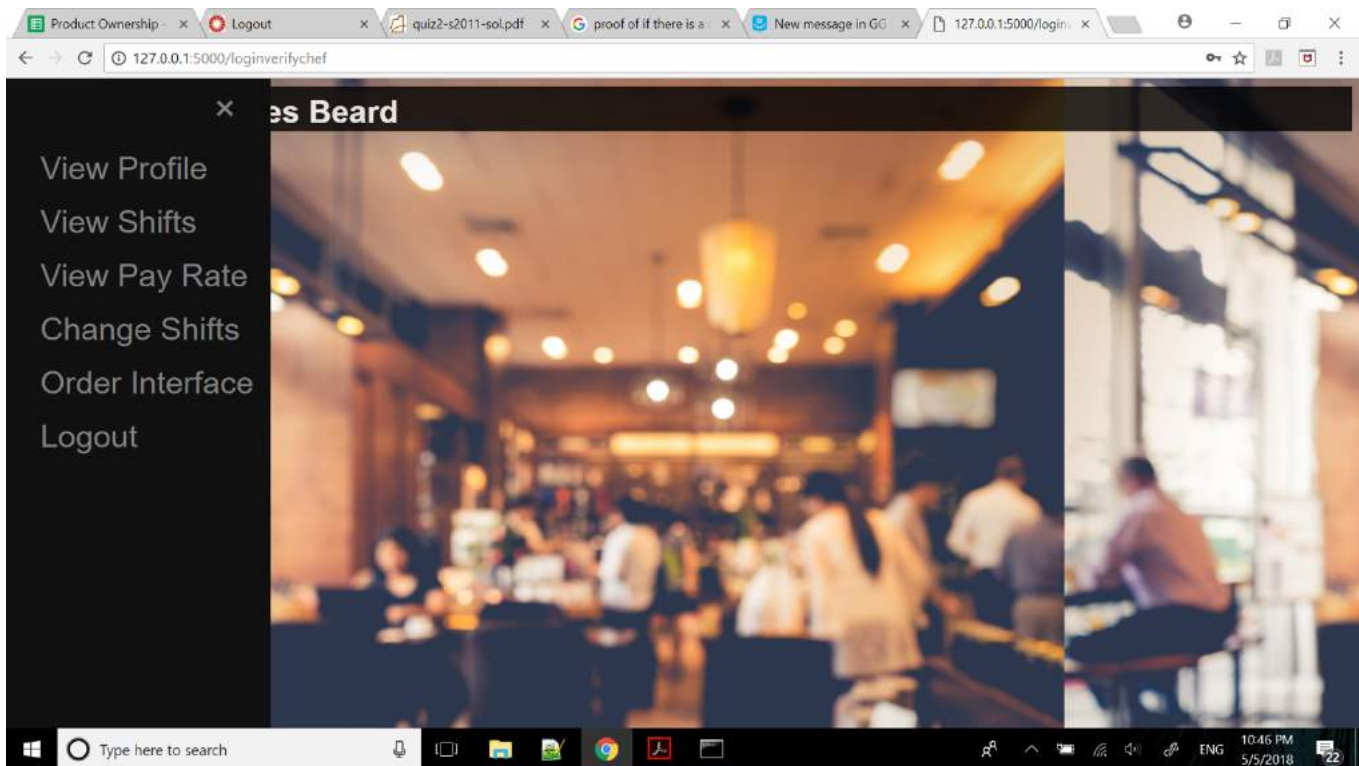 Product Ownership -
Logout
quiz2-s2011-sol.pdf
proof of if there is a c
New message in GG
127.0.0.1:5000/login
127.0.0.1:5000/loginverifychef
× es Beard
View Profile
View Shifts
View Pay Rate
Change Shifts
Order Interface
Logout
Type here to search
ENG
10:46 PM
5/5/2018
22